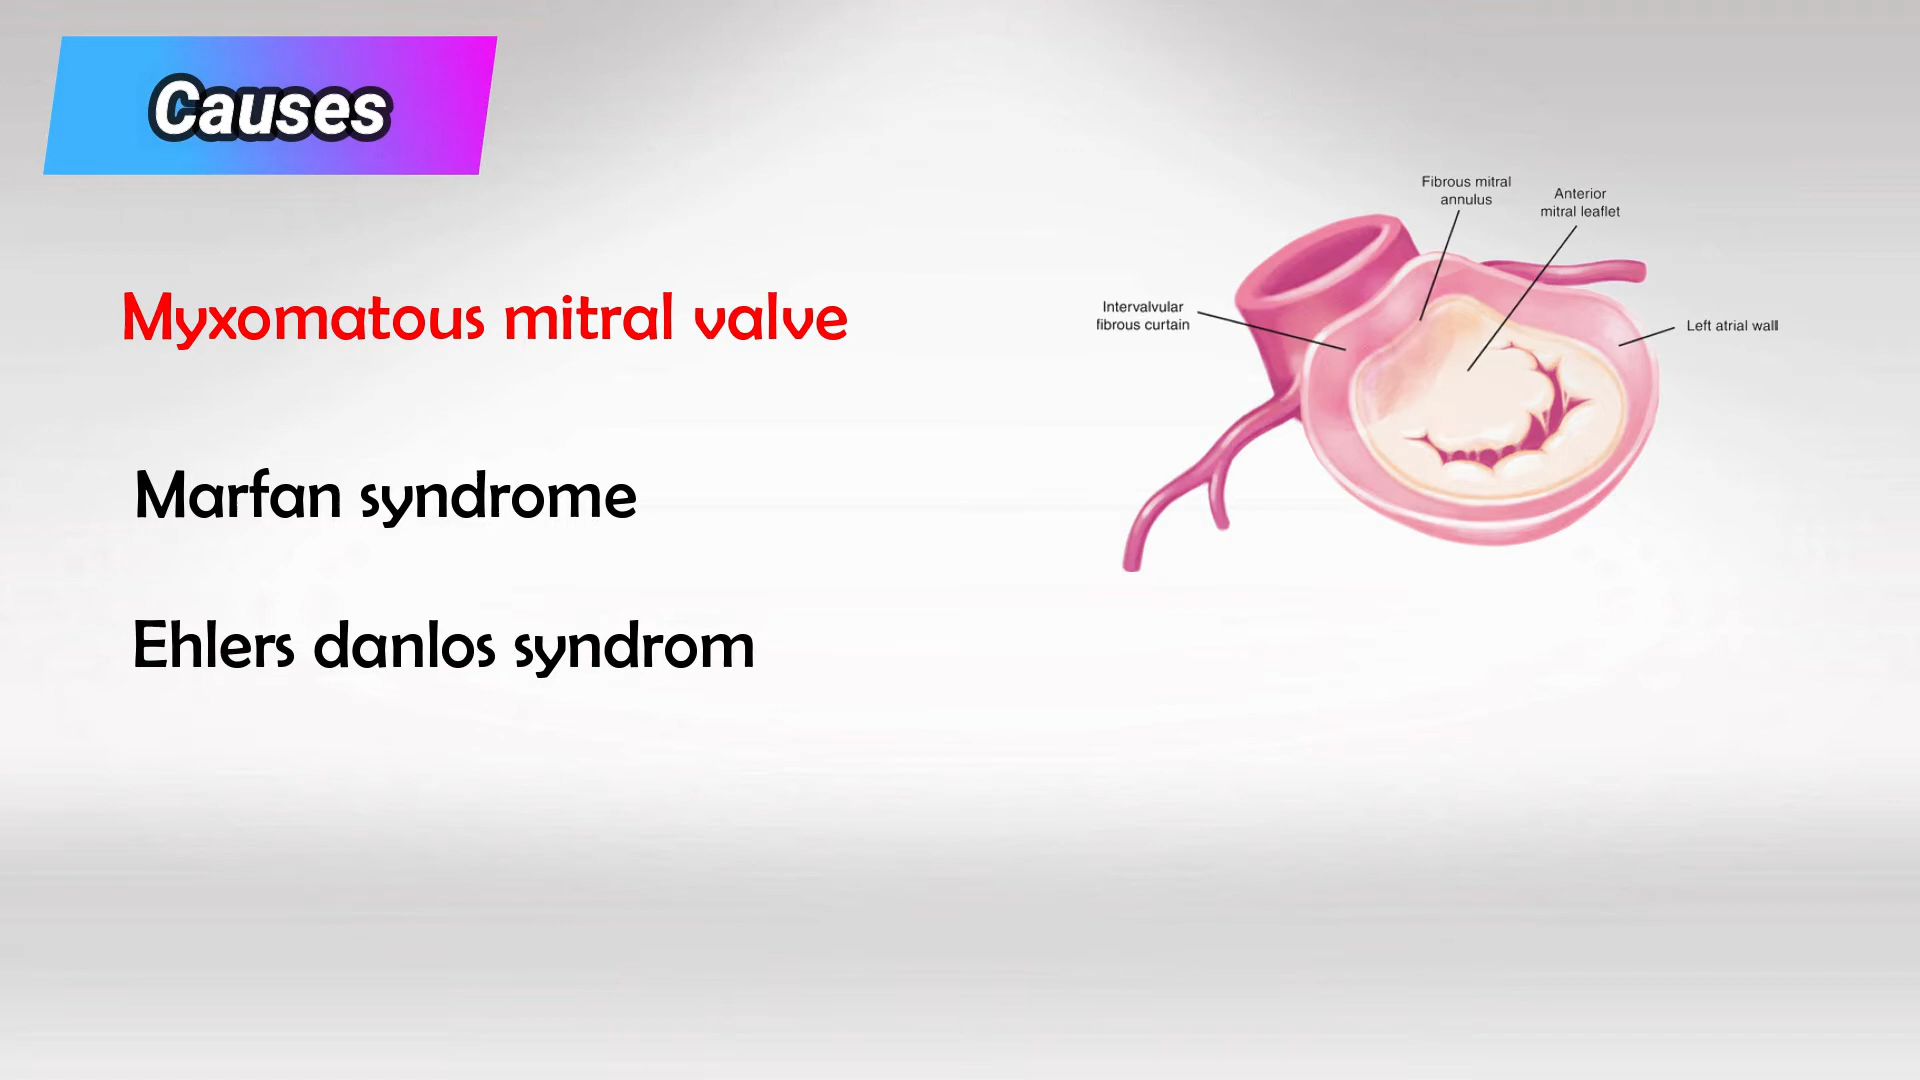 Causes
Myxomatous mitral valve
Marfan syndrome
Ehlers danlos syndrom
Fibrous mitral
annulus
Anterior
mitral leaflet
Intervalvular
fibrous curtain
Left atrial wall